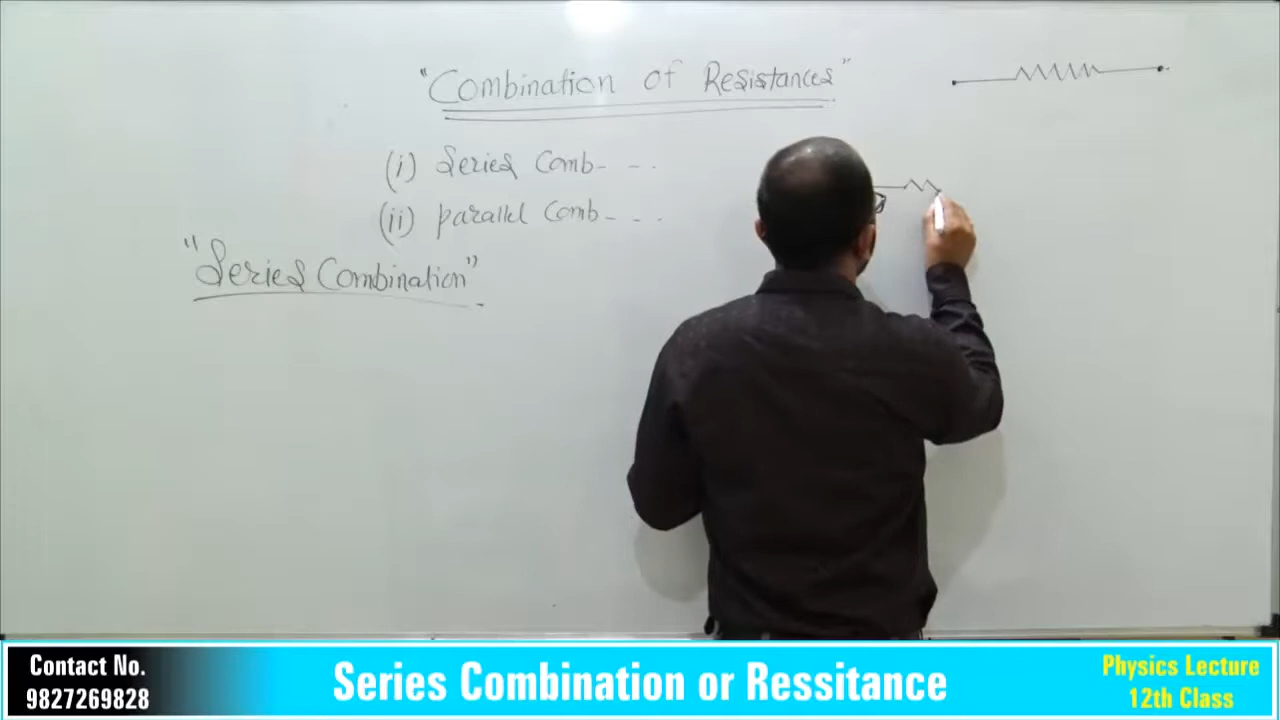 "Combination of Resistances"
(i) Series Comb- - - .
(ii) parallel Comb- - - .
"Series Combination"
Contact No.
9827269828
Series Combination or Ressitance
Physics Lecture
12th Class